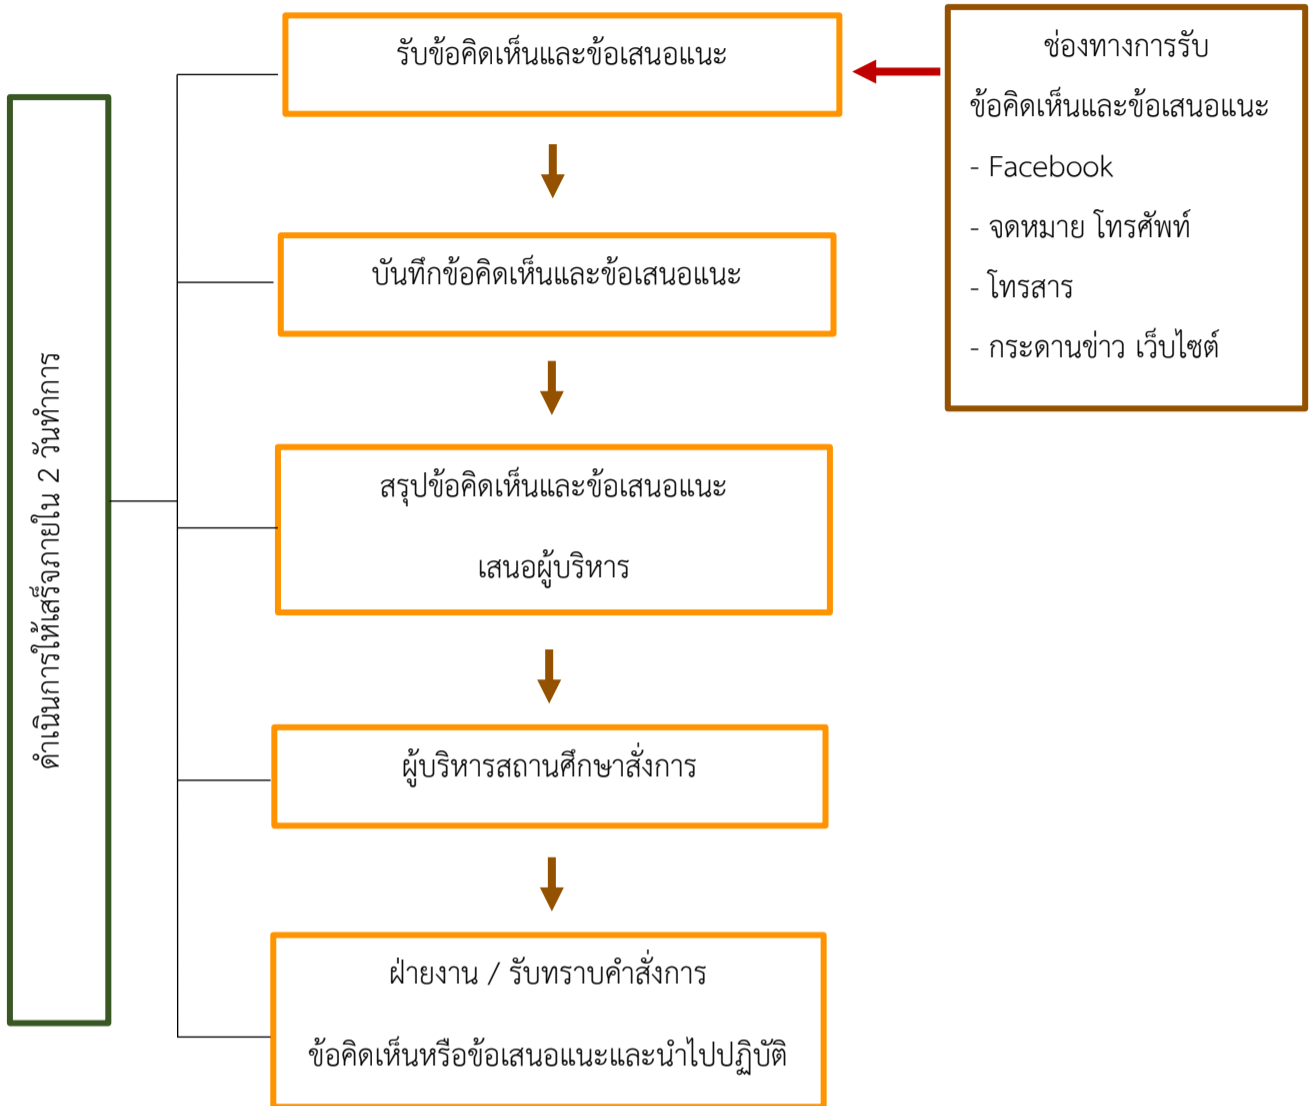 รับข้อคิดเห็นและข้อเสนอแนะ
ช่องทางการรับ
ข้อคิดเห็นและข้อเสนอแนะ
- Facebook
- จดหมาย โทรศัพท์
- โทรสาร
- กระดานข่าว เว็บไซต์
บันทึกข้อคิดเห็นและข้อเสนอแนะ
สรุปข้อคิดเห็นและข้อเสนอแนะ
เสนอผู้บริหาร
ผู้บริหารสถานศึกษาสั่งการ
ฝ่ายงาน / รับทราบคำสั่งการ
ข้อคิดเห็นหรือข้อเสนอแนะและนำไปปฏิบัติ
ดำเนินการให้เสร็จภายใน 2 วันทำการ